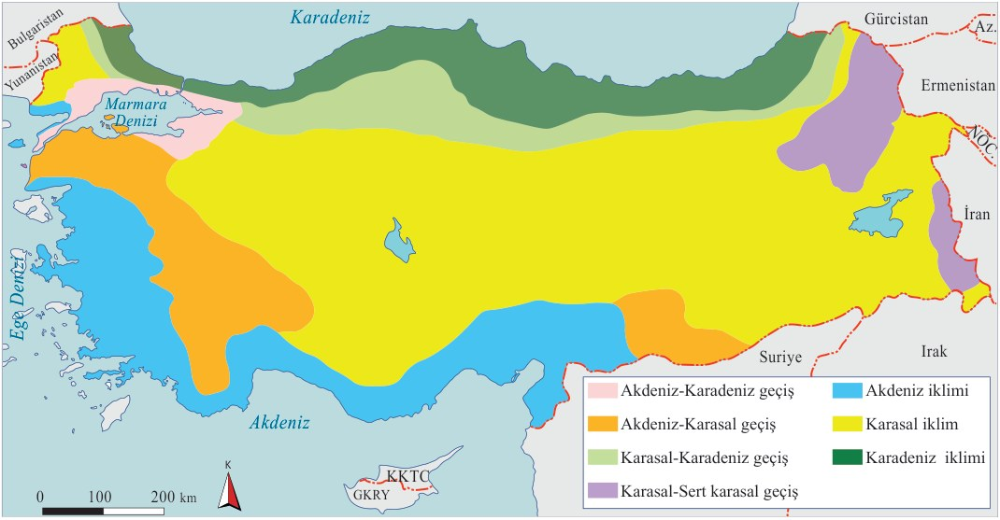 Karadeniz
Bulgaristan
Gürcistan
Az.
Yunanistan
Ermenistan
Marmara
Denizi
NÖC.
İran
Ege Denizi
Suriye
Irak
Akdeniz
KKTC
GKRY
K
0 100 200 km
Akdeniz-Karadeniz geçiş
Akdeniz-Karasal geçiş
Karasal-Karadeniz geçiş
Karasal-Sert karasal geçiş
Akdeniz iklimi
Karasal iklim
Karadeniz iklimi